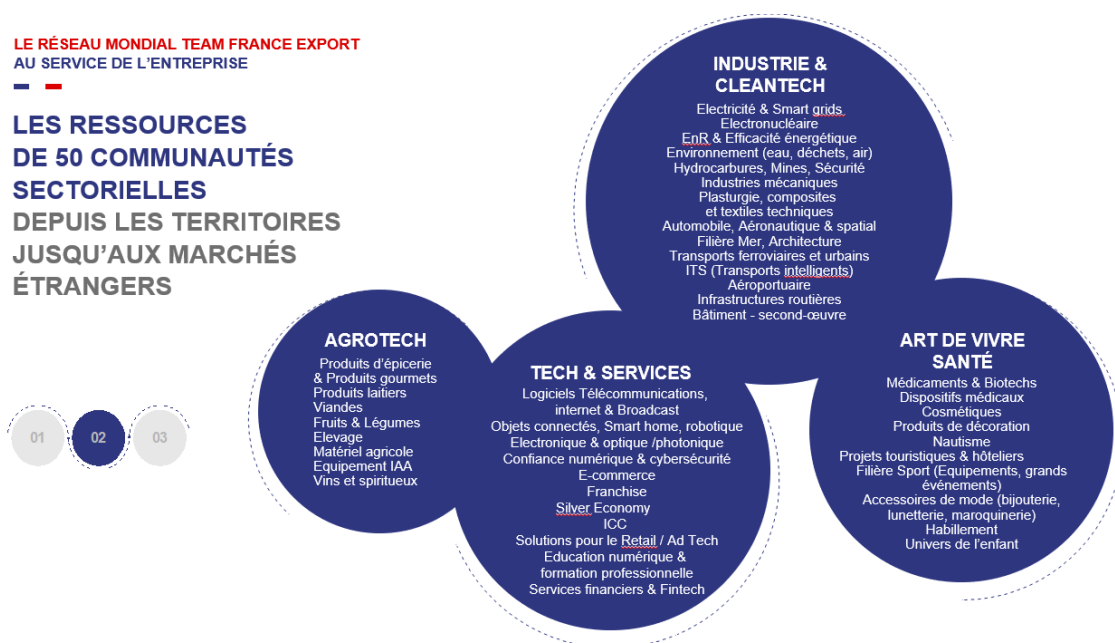 LE RÉSEAU MONDIAL TEAM FRANCE EXPORT
AU SERVICE DE L'ENTREPRISE
LES RESSOURCES
DE 50 COMMUNAUTÉS
SECTORIELLES
DEPUIS LES TERRITOIRES
JUSQU'AUX MARCHÉS
ÉTRANGERS
01
02
03
INDUSTRIE &
CLEANTECH
Electricité & Smart grids
Electronucléaire
EnR & Efficacité énergétique
Environnement (eau, déchets, air)
Hydrocarbures, Mines, Sécurité
Industries mécaniques
Plasturgie, composites
et textiles techniques
Automobile, Aéronautique & spatial
Filière Mer, Architecture
Transports ferroviaires et urbains
ITS (Transports intelligents)
Aéroportuaire
Infrastructures routières
Bâtiment - second-œuvre
AGROTECH
Produits d'épicerie
& Produits gourmets
Produits laitiers
Viandes
Fruits & Légumes
Elevage
Matériel agricole
Equipement IAA
Vins et spiritueux
TECH & SERVICES
Logiciels Télécommunications,
internet & Broadcast
Objets connectés, Smart home, robotique
Electronique & optique /photonique
Confiance numérique & cybersécurité
E-commerce
Franchise
Silver Economy
ICC
Solutions pour le Retail / Ad Tech
Education numérique &
formation professionnelle
Services financiers & Fintech
ART DE VIVRE
SANTÉ
Médicaments & Biotechs
Dispositifs médicaux
Cosmétiques
Produits de décoration
Nautisme
Projets touristiques & hôteliers
Filière Sport (Equipements, grands
événements)
Accessoires de mode (bijouterie,
lunetterie, maroquinerie)
Habillement
Univers de l'enfant